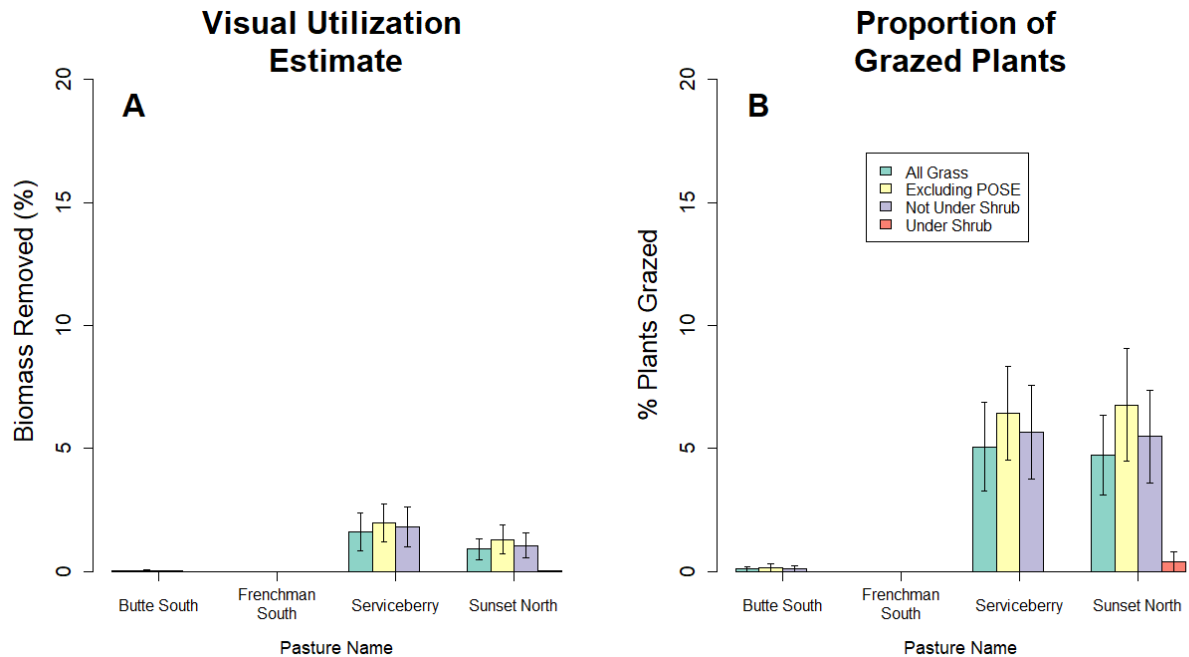 Visual Utilization
Estimate
A
20
15
10
5
0
Biomass Removed (%)
Butte South
Frenchman
South
Serviceberry
Sunset North
Pasture Name
Proportion of
Grazed Plants
B
20
15
10
5
0
% Plants Grazed
All Grass
Excluding POSE
Not Under Shrub
Under Shrub
Butte South
Frenchman
South
Serviceberry
Sunset North
Pasture Name